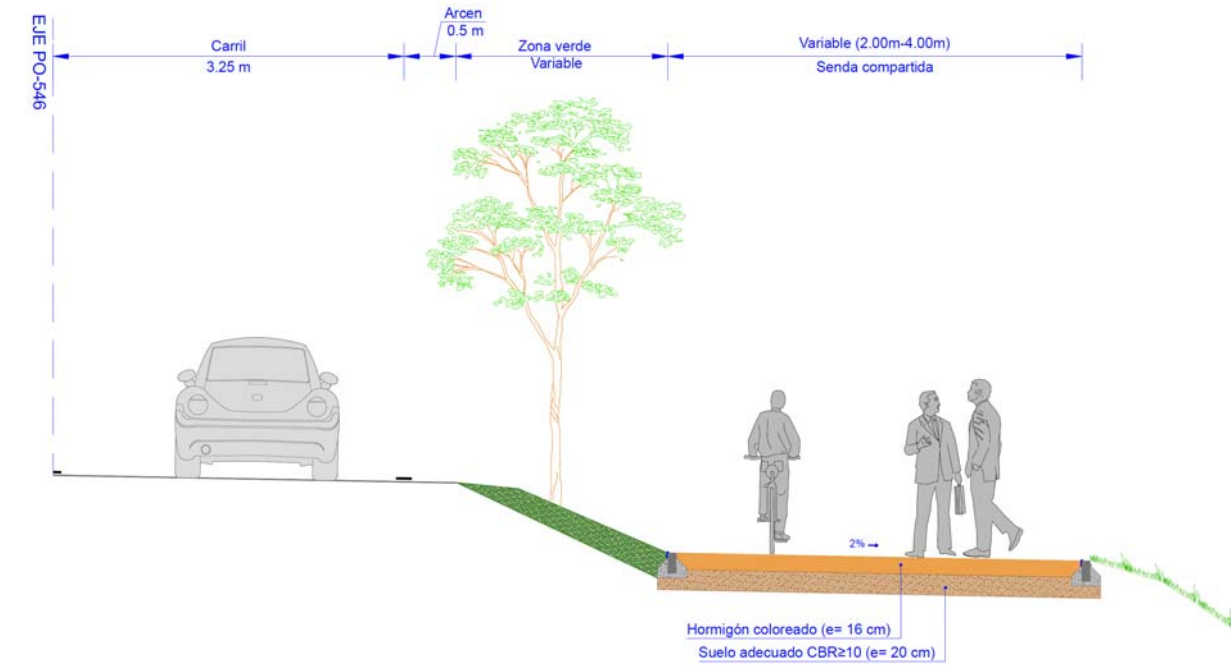 EJE PO-546
Carril
3.25 m
Arcen
0.5 m
Zona verde
Variable
Variable (2.00m-4.00m)
Senda compartida
2%
Hormigón coloreado (e= 16 cm)
Suelo adecuado CBR≥10 (e= 20 cm)